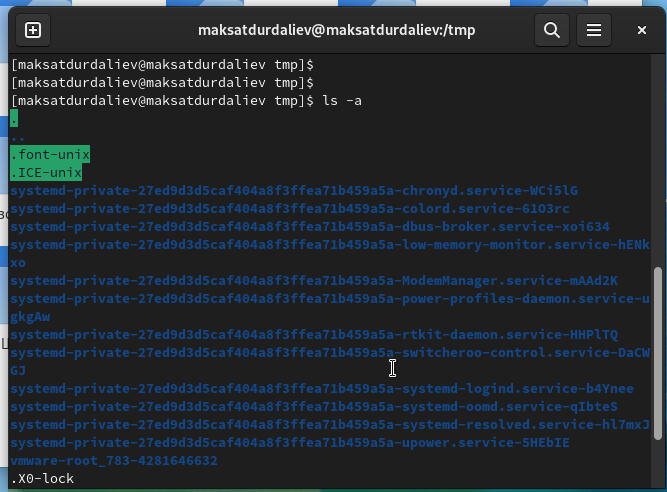 maksatdurdaliev@maksatdurdaliev:/tmp
[maksatdurdaliev@maksatdurdaliev tmp]$
[maksatdurdaliev@maksatdurdaliev tmp]$
[maksatdurdaliev@maksatdurdaliev tmp]$ ls -a
.
..
.font-unix
.ICE-unix
systemd-private-27ed9d3d5caf404a8f3ffea71b459a5a-chronyd.service-WCi5lG
systemd-private-27ed9d3d5caf404a8f3ffea71b459a5a-colord.service-61O3rc
systemd-private-27ed9d3d5caf404a8f3ffea71b459a5a-dbus-broker.service-xoi634
systemd-private-27ed9d3d5caf404a8f3ffea71b459a5a-low-memory-monitor.service-hENk
xo
systemd-private-27ed9d3d5caf404a8f3ffea71b459a5a-ModemManager.service-mAAd2K
systemd-private-27ed9d3d5caf404a8f3ffea71b459a5a-power-profiles-daemon.service-u
gkgAw
systemd-private-27ed9d3d5caf404a8f3ffea71b459a5a-rtkit-daemon.service-HHPlTQ
systemd-private-27ed9d3d5caf404a8f3ffea71b459a5a-switcheroo-control.service-DaCW
GJ
systemd-private-27ed9d3d5caf404a8f3ffea71b459a5a-systemd-logind.service-b4Ynee
systemd-private-27ed9d3d5caf404a8f3ffea71b459a5a-systemd-oomd.service-qIbteS
systemd-private-27ed9d3d5caf404a8f3ffea71b459a5a-systemd-resolved.service-hl7mxJ
systemd-private-27ed9d3d5caf404a8f3ffea71b459a5a-upower.service-5HEbIE
vmware-root_783-4281646632
.X0-lock